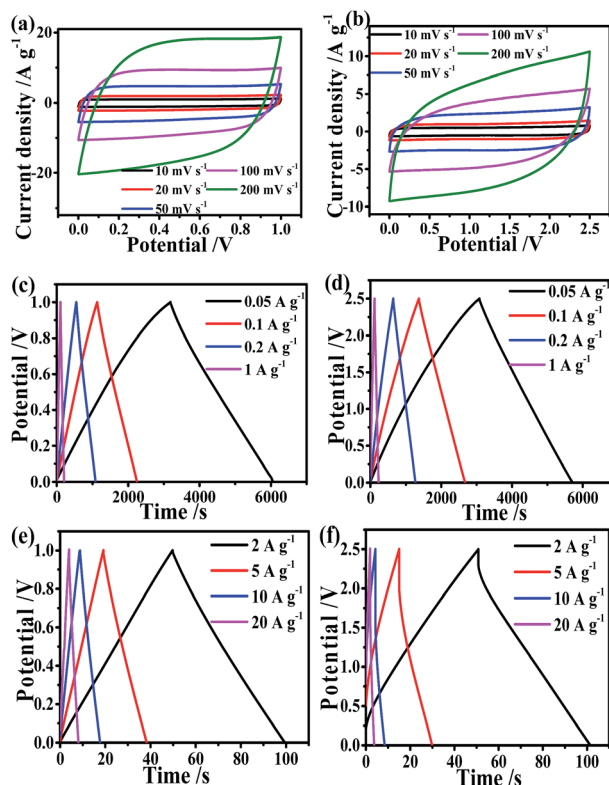 (a)
Current density/A g⁻¹
20
0
-20
10 mV s⁻¹
100 mV s⁻¹
20 mV s⁻¹
200 mV s⁻¹
50 mV s⁻¹
0.0 0.2 0.4 0.6 0.8 1.0
Potential /V
(b)
Current density /A g⁻¹
10 mV s⁻¹
100 mV s⁻¹
20 mV s⁻¹
200 mV s⁻¹
50 mV s⁻¹
10
5
0
-5
-10
0.0 0.5 1.0 1.5 2.0 2.5
Potential /V
(c)
Potential /V
1.0
0.8
0.6
0.4
0.2
0.0
0.05 A g⁻¹
0.1 A g⁻¹
0.2 A g⁻¹
1 A g⁻¹
0 2000 4000 6000
Time /s
(d)
Potential /V
2.5
2.0
1.5
1.0
0.5
0.0
0.05 A g⁻¹
0.1 A g⁻¹
0.2 A g⁻¹
1 A g⁻¹
0 2000 4000 6000 8000
Time /s
(e)
Potential /V
1.0
0.8
0.6
0.4
0.2
0.0
2 A g⁻¹
5 A g⁻¹
10 A g⁻¹
20 A g⁻¹
0 20 40 60 80 100
Time /s
(f)
Potential /V
2.5
2.0
1.5
1.0
0.5
0.0
2 A g⁻¹
5 A g⁻¹
10 A g⁻¹
20 A g⁻¹
0 20 40 60 80 100
Time /s